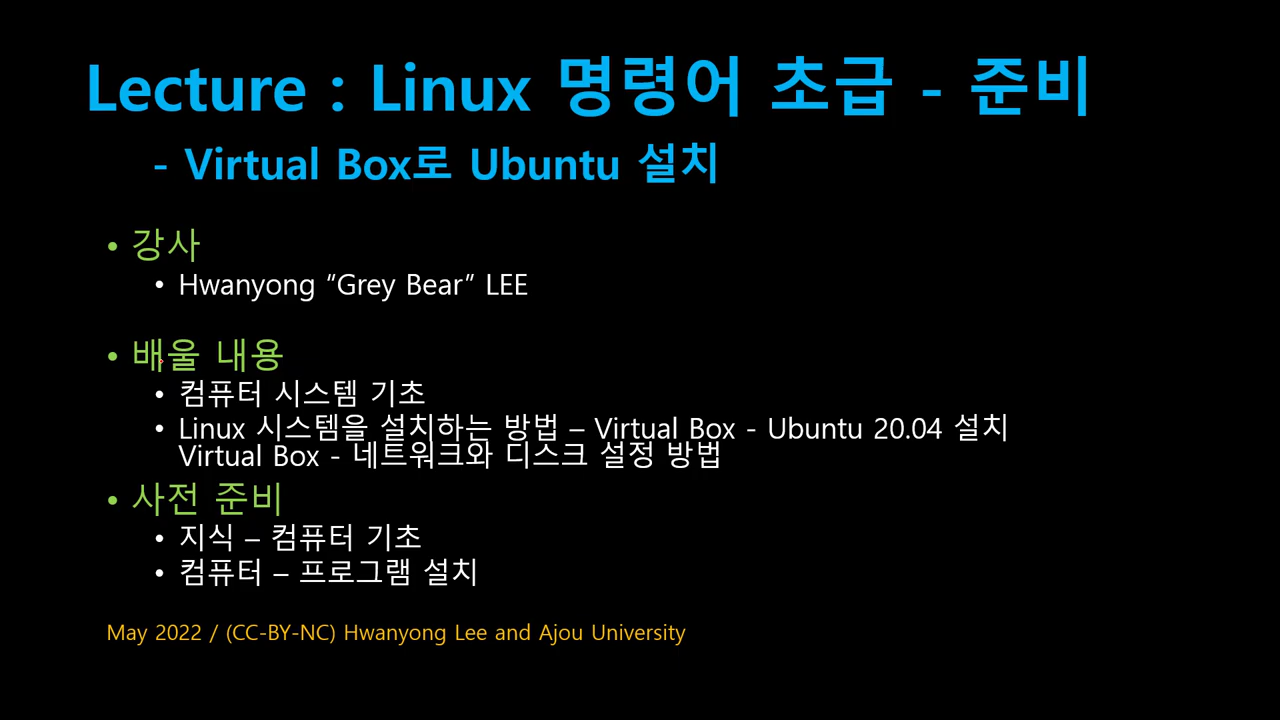 Lecture : Linux 명령어 초급 - 준비
- Virtual Box로 Ubuntu 설치
• 강사
• Hwanyong “Grey Bear” LEE
• 배울 내용
• 컴퓨터 시스템 기초
• Linux 시스템을 설치하는 방법 – Virtual Box - Ubuntu 20.04 설치
Virtual Box - 네트워크와 디스크 설정 방법
• 사전 준비
• 지식 – 컴퓨터 기초
• 컴퓨터 – 프로그램 설치
May 2022 / (CC-BY-NC) Hwanyong Lee and Ajou University